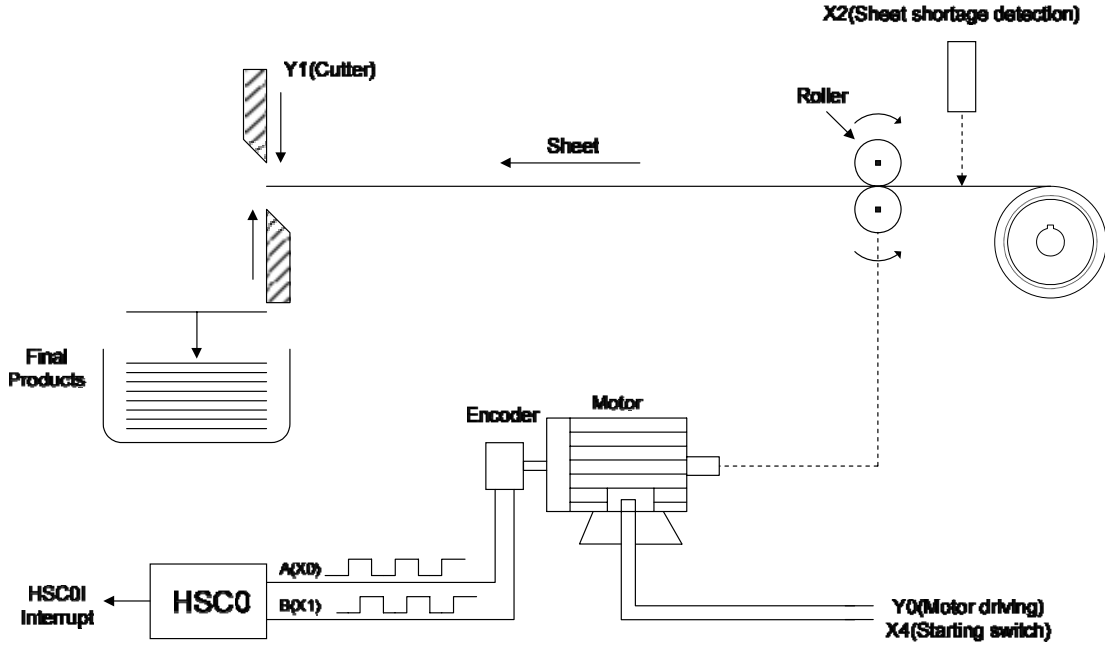 X2(Sheet shortage detection)
Y1(Cutter)
Roller
Sheet
Final
Products
Encoder
Motor
A(X0)
HSC0I
Interrupt
HSC0
B(X1)
Y0(Motor driving)
X4(Starting switch)